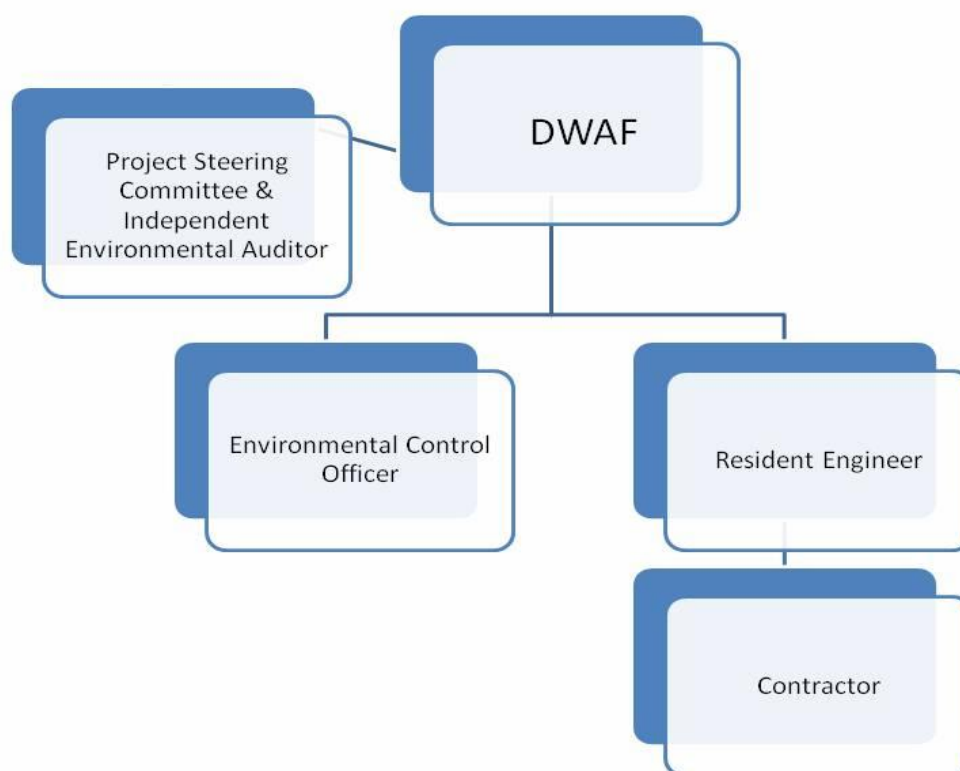 DWAF
Project Steering
Committee &
Independent
Environmental Auditor
Environmental Control
Officer
Resident Engineer
Contractor